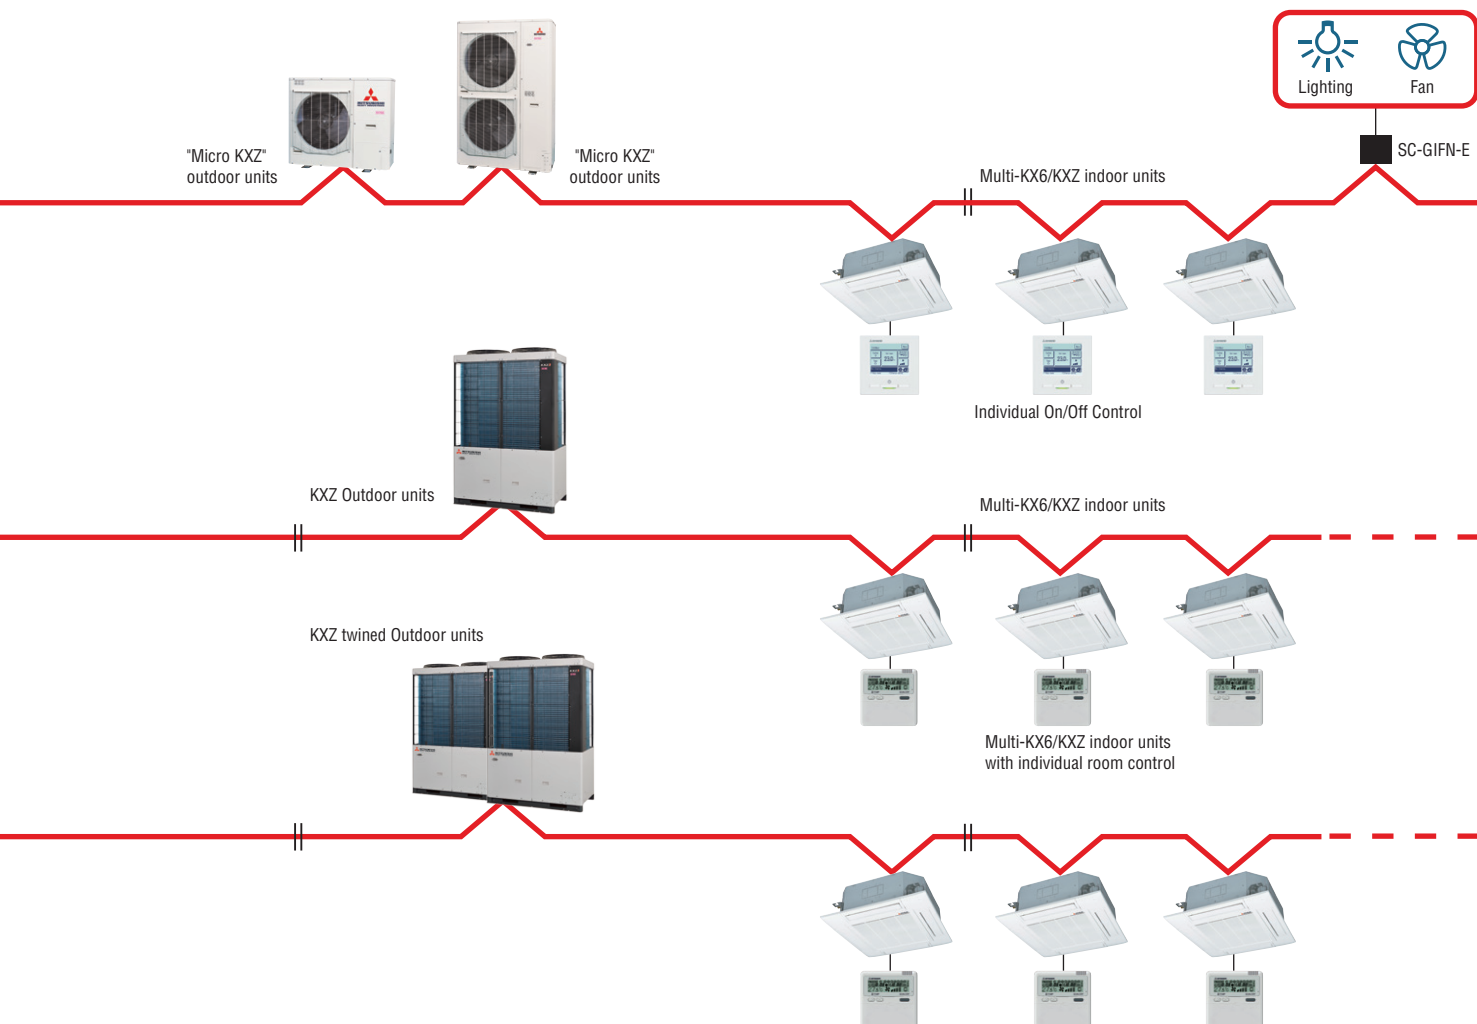 Lighting
Fan
SC-GIFN-E
"Micro KXZ"
outdoor units
"Micro KXZ"
outdoor units
Multi-KX6/KXZ indoor units
Individual On/Off Control
KXZ Outdoor units
Multi-KX6/KXZ indoor units
KXZ twined Outdoor units
Multi-KX6/KXZ indoor units
with individual room control